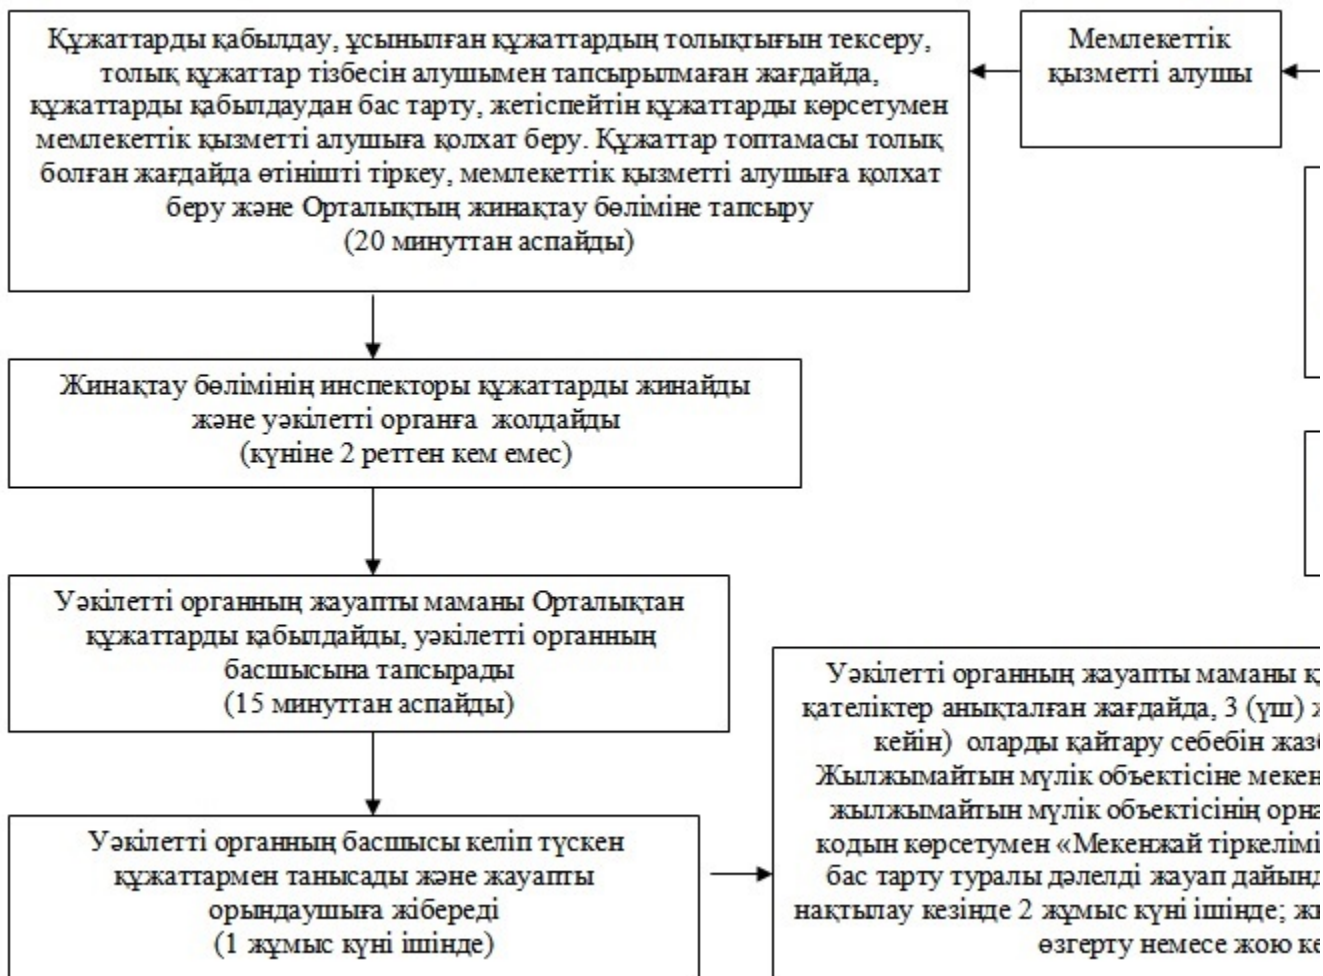 Құжаттарды қабылдау, ұсынылған құжаттардың толықтығын тексеру,
толық құжаттар тізбесін алушымен тапсырылмаған жағдайда,
құжаттарды қабылдаудан бас тарту, жетіспейтін құжаттарды көрсетумен
мемлекеттік қызметті алушыға қолхат беру. Құжаттар топтамасы толық
болған жағдайда өтінішті тіркеу, мемлекеттік қызметті алушыға қолхат
беру және Орталықтың жинақтау бөліміне тапсыру
(20 минуттан аспайды)
Мемлекеттік
қызметті алушы
Жинақтау бөлімінің инспекторы құжаттарды жинайды
және уәкілетті органға жолдайды
(күніне 2 реттен кем емес)
Уәкілетті органның жауапты маманы Орталықтан
құжаттарды қабылдайды, уәкілетті органның
басшысына тапсырады
(15 минуттан аспайды)
Уәкілетті органның басшысы келіп түскен
құжаттармен танысады және жауапты
орындаушыға жібереді
(1 жұмыс күні ішінде)
Уәкілетті органның жауапты маманы
қателіктер анықталған жағдайда, 3 (үш)
кейін) оларды қайтару себебін
Жылжымайтын мүлік объектісіне
жылжымайтын мүлік объектісінің
кодын көрсетумен «Мекенжай
бас тарту туралы дәлелді жауап
нақтылау кезінде 2 жұмыс күні ішінде;
өзгерту немесе жою